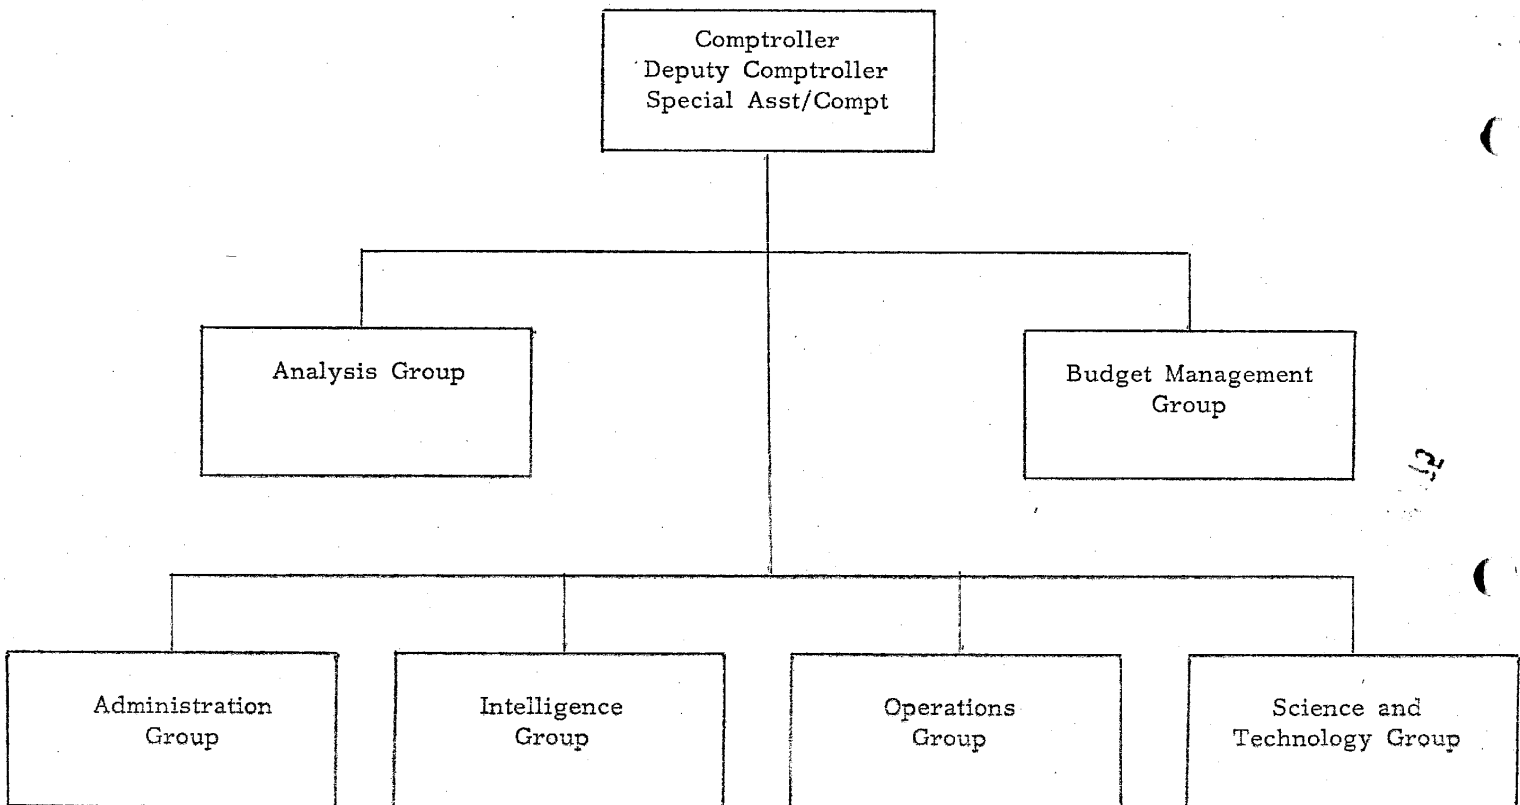 Comptroller
Deputy Comptroller
Special Asst/Compt
Analysis Group
Budget Management
Group
Administration
Group
Intelligence
Group
Operations
Group
Science and
Technology Group